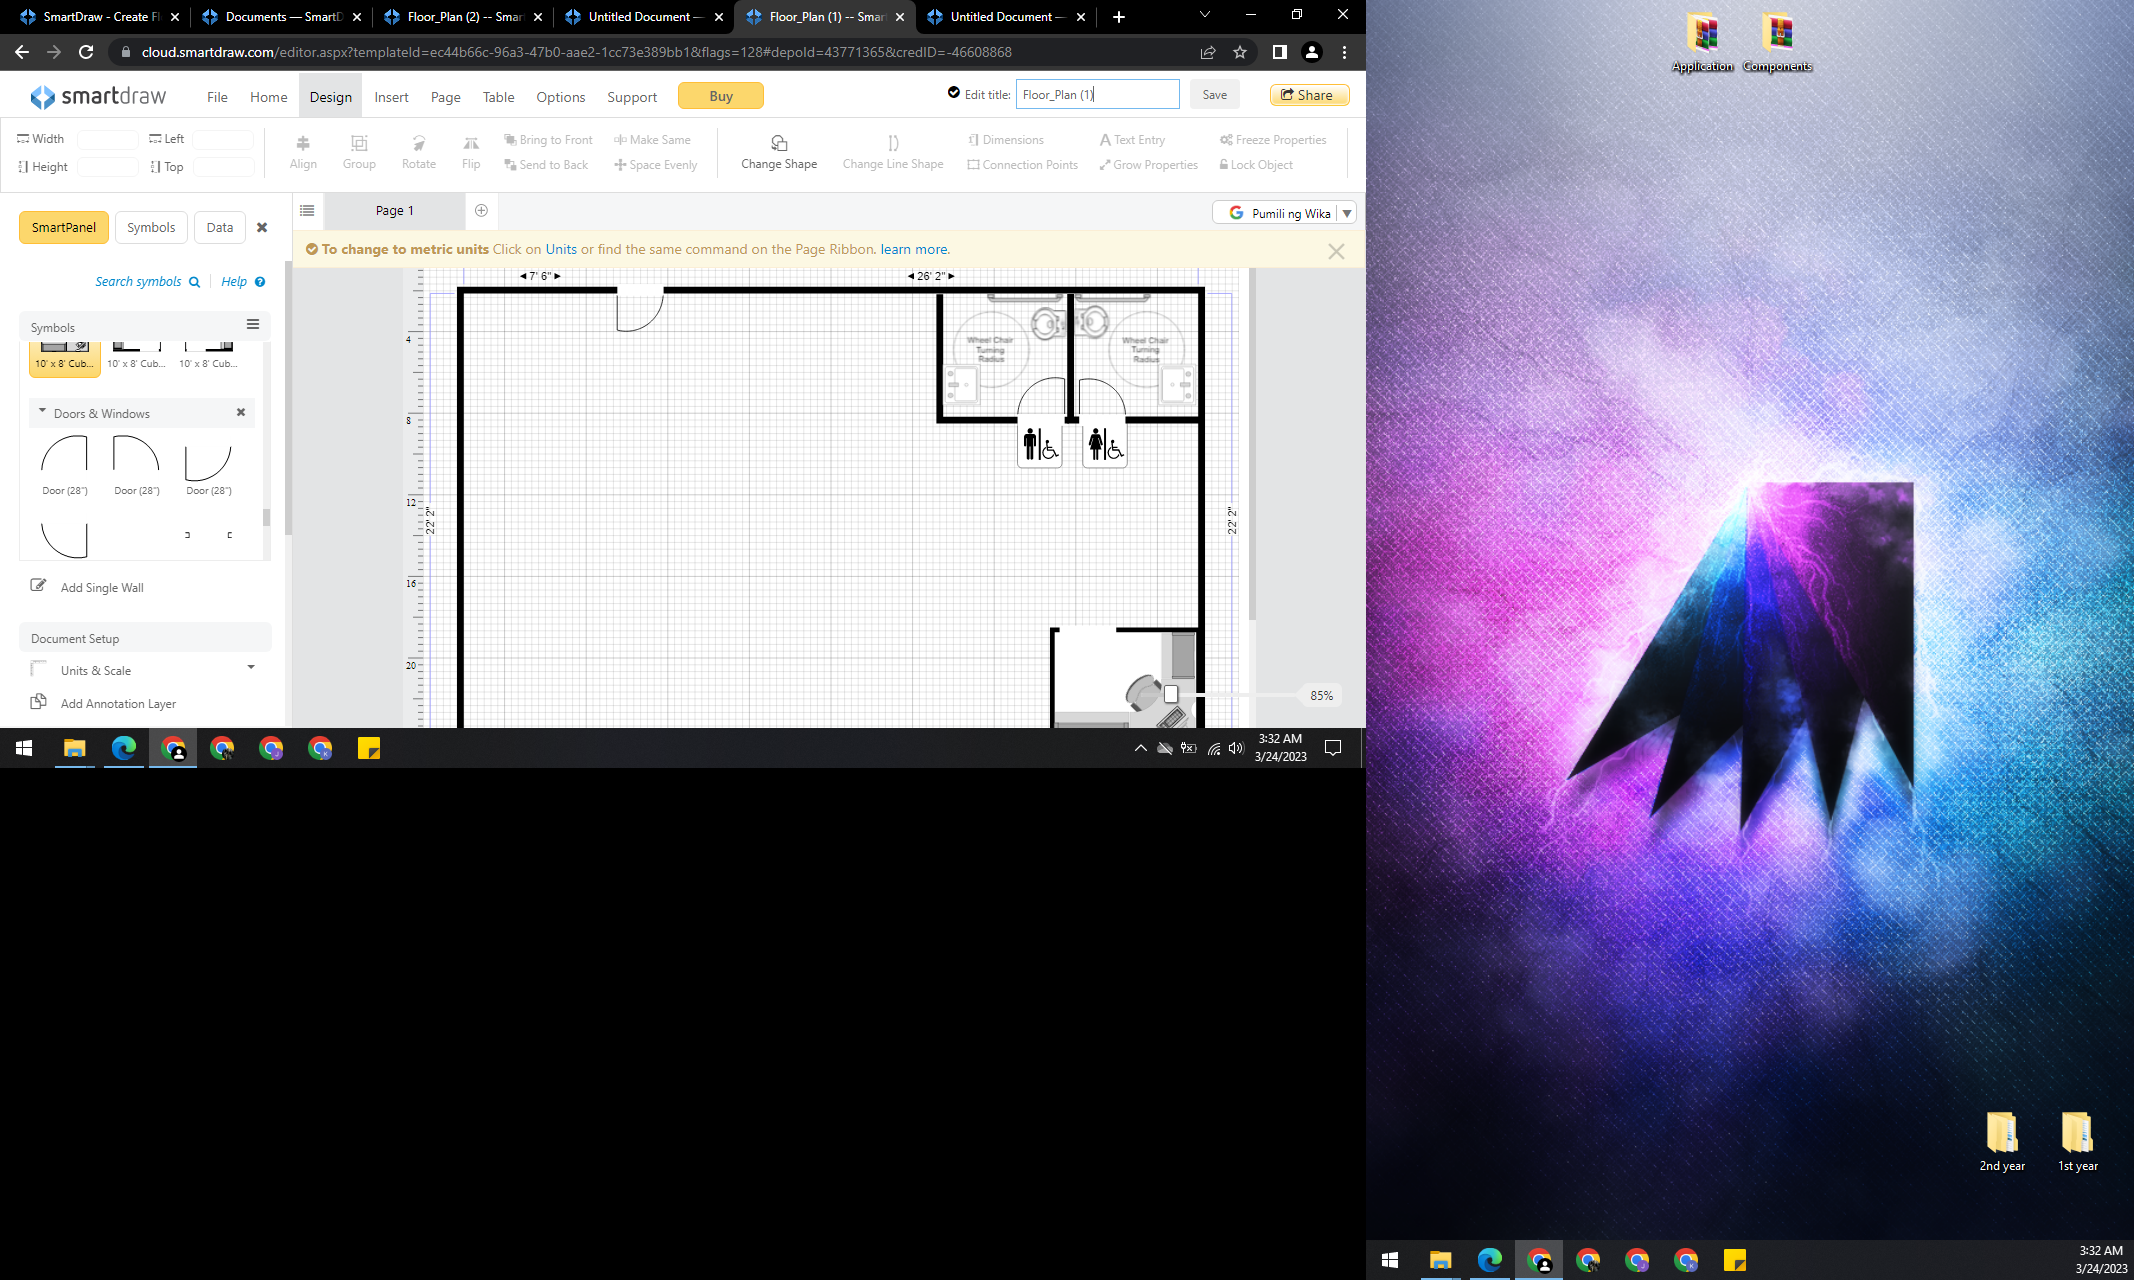 SmartDraw - Create Fl
Documents — SmartD
Floor_Plan (2) -- Smar
Untitled Document —
Floor_Plan (1) -- Smar
Untitled Document —
cloud.smartdraw.com/editor.aspx?templateId=ec44b66c-96a3-47b0-aae2-1cc73e389bb1&flags=128#depoId=43771365&credID=-46608868
smartdraw
File Home Design Insert Page Table Options Support Buy
Edit title: Floor_Plan (1) Save Share
Width Left
Height Top
Align Group Rotate Flip
Bring to Front Make Same
Send to Back Space Evenly
Change Shape Change Line Shape
Dimensions Text Entry Freeze Properties
Connection Points Grow Properties Lock Object
SmartPanel Symbols Data
Page 1
Pumili ng Wika
To change to metric units Click on Units or find the same command on the Page Ribbon. learn more.
Search symbols Help
Symbols
10' x 8' Cub... 10' x 8' Cub... 10' x 8' Cub...
Doors & Windows
Door (28") Door (28") Door (28")
Add Single Wall
Document Setup
Units & Scale
Add Annotation Layer
7' 6"
26' 2"
4
8
12
16
20
22' 2"
22' 2"
Wheel Chair
Turning
Radius
Wheel Chair
Turning
Radius
85%
3:32 AM
3/24/2023
Application
Components
2nd year
1st year
3:32 AM
3/24/2023